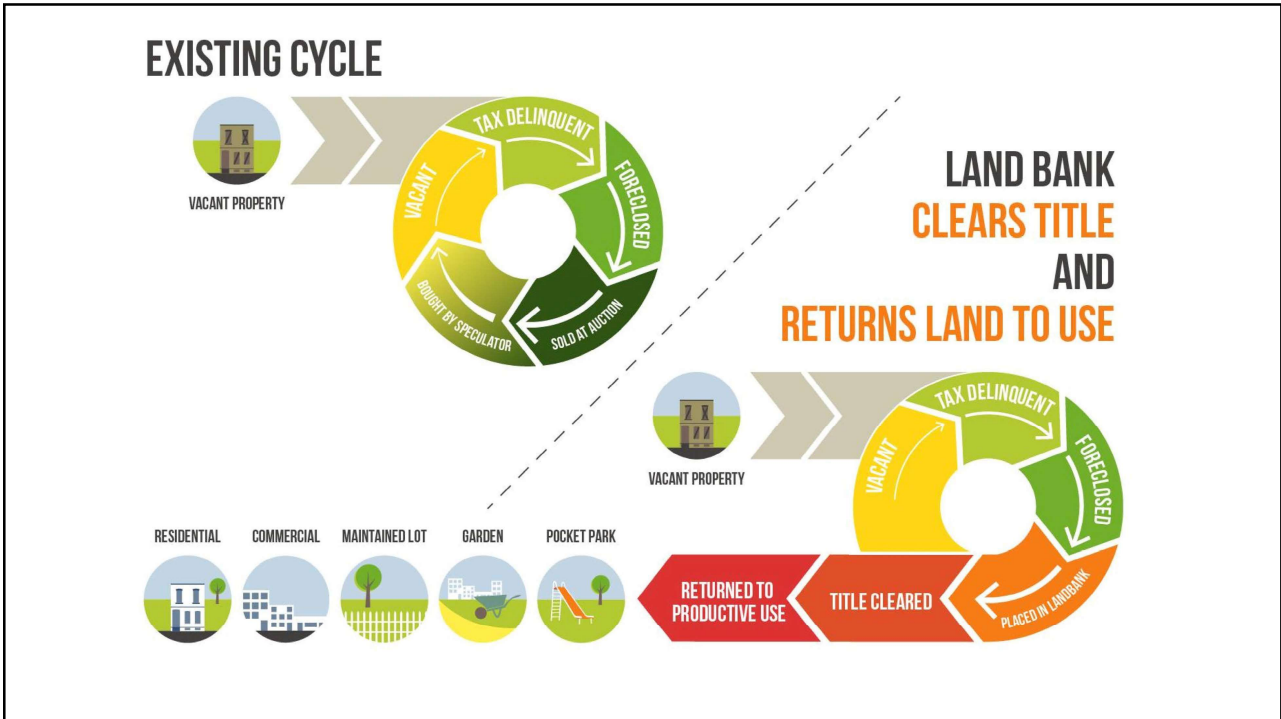 EXISTING CYCLE
VACANT PROPERTY
VACANT
TAX DELINQUENT
FORECLOSED
SOLD AT AUCTION
BOUGHT BY SPECULATOR
LAND BANK
CLEARS TITLE
AND
RETURNS LAND TO USE
VACANT PROPERTY
VACANT
TAX DELINQUENT
FORECLOSED
PLACED IN LANDBANK
TITLE CLEARED
RETURNED TO
PRODUCTIVE USE
RESIDENTIAL
COMMERCIAL
MAINTAINED LOT
GARDEN
POCKET PARK